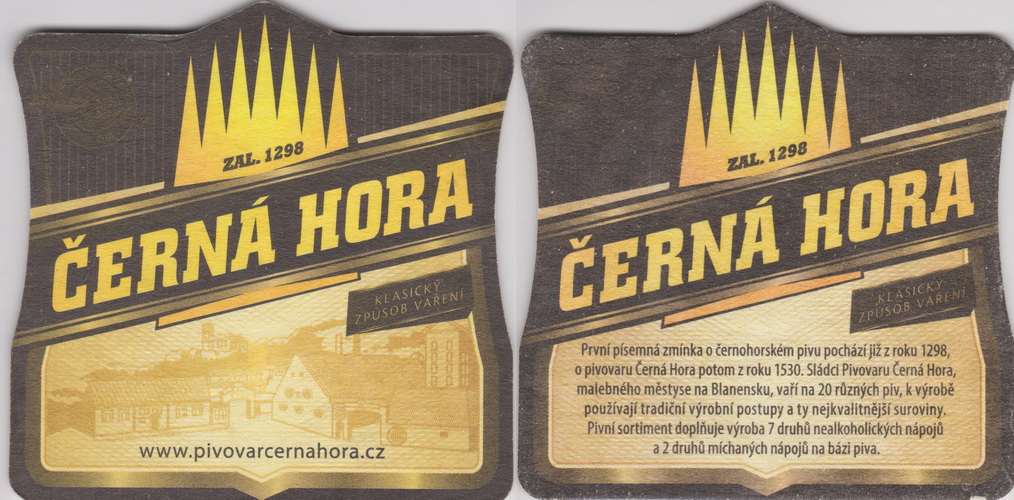 ZAL. 1298
ČERNÁ HORA
KLASICKÝ
ZPŮSOB VAŘENÍ
www.pivovarcernahora.cz
ZAL. 1298
ČERNÁ HORA
KLASICKÝ
ZPŮSOB VAŘENÍ
První písemná zmínka o černohorském pivu pochází již z roku 1298,
o pivovaru Černá Hora potom z roku 1530. Sládci Pivovaru Černá Hora,
malebného městyse na Blanensku, vaří na 20 různých piv, k výrobě
používají tradiční výrobní postupy a ty nejkvalitnější suroviny.
Pivní sortiment doplňuje výroba 7 druhů nealkoholických nápojů
a 2 druhů míchaných nápojů na bázi piva.